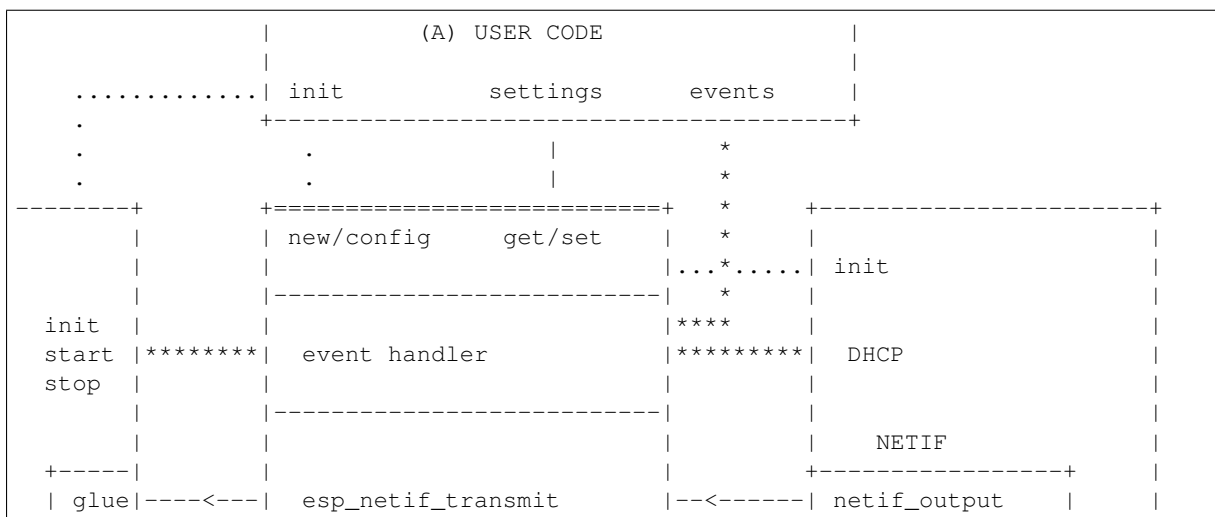 |          (A) USER CODE                 |
             |                                        |
.............| init          settings      events     |
.            +----------------------------------------+
.               .                |           *
.               .                |           *
--------+        +===========================+   *     +-----------------------+
        |        | new/config     get/set    |   *     |                       |
        |        |                           |...*.....| init                  |
        |        |---------------------------|   *     |                       |
 init   |        |                           |****     |                       |
 start  |********|  event handler            |*********|  DHCP                 |
 stop   |        |                           |         |                       |
        |        |---------------------------|         |                       |
        |        |                           |         |    NETIF              |
  +-----|        |                           |         +-----------------+     |
  | glue|----<---|  esp_netif_transmit       |--<------| netif_output    |     |